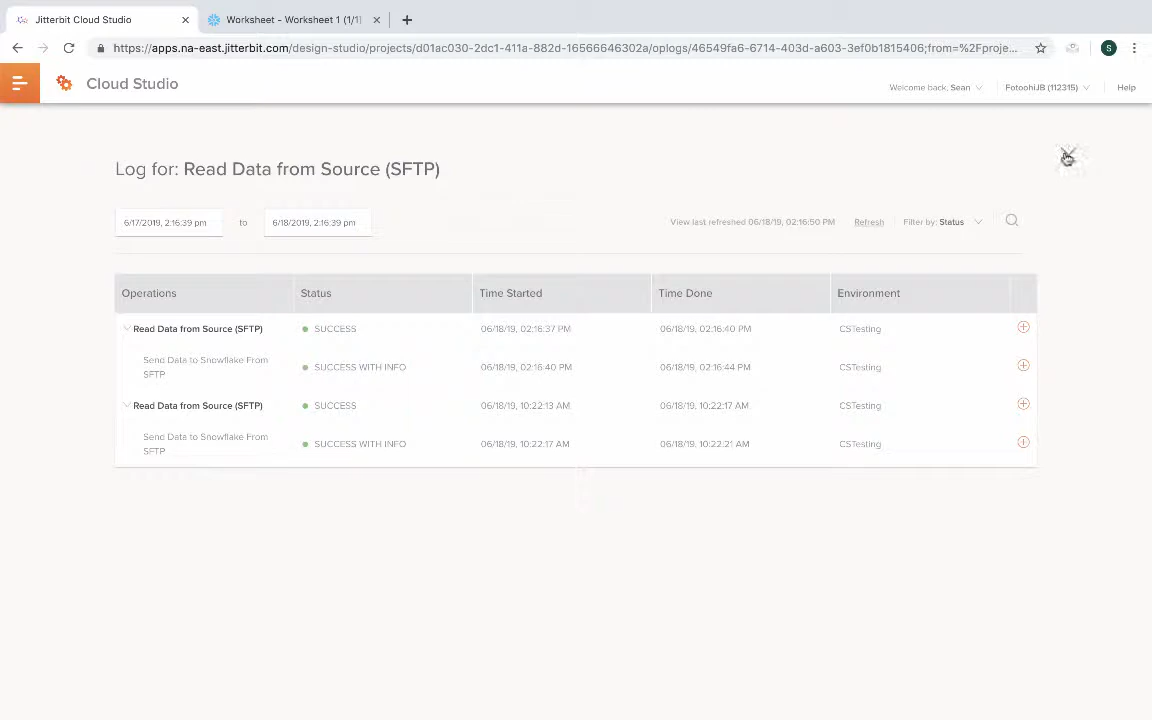 Jitterbit Cloud Studio
Worksheet - Worksheet 1 (1/1)
https://apps.na-east.jitterbit.com/design-studio/projects/d01ac030-2dc1-411a-882d-16566646302a/oplogs/46549fa6-6714-403d-a603-3ef0b1815406;from=%2Fproje...
S
Cloud Studio
Welcome back, Sean
FotoohiJB (112315)
Help
Log for: Read Data from Source (SFTP)
6/17/2019, 2:16:39 pm to 6/18/2019, 2:16:39 pm
View last refreshed 06/18/19, 02:16:50 PM Refresh Filter by: Status
Operations Status Time Started Time Done Environment
Read Data from Source (SFTP) SUCCESS 06/18/19, 02:16:37 PM 06/18/19, 02:16:40 PM CSTesting
Send Data to Snowflake From
SFTP
SUCCESS WITH INFO 06/18/19, 02:16:40 PM 06/18/19, 02:16:44 PM CSTesting
Read Data from Source (SFTP) SUCCESS 06/18/19, 10:22:13 AM 06/18/19, 10:22:17 AM CSTesting
Send Data to Snowflake From
SFTP
SUCCESS WITH INFO 06/18/19, 10:22:17 AM 06/18/19, 10:22:21 AM CSTesting